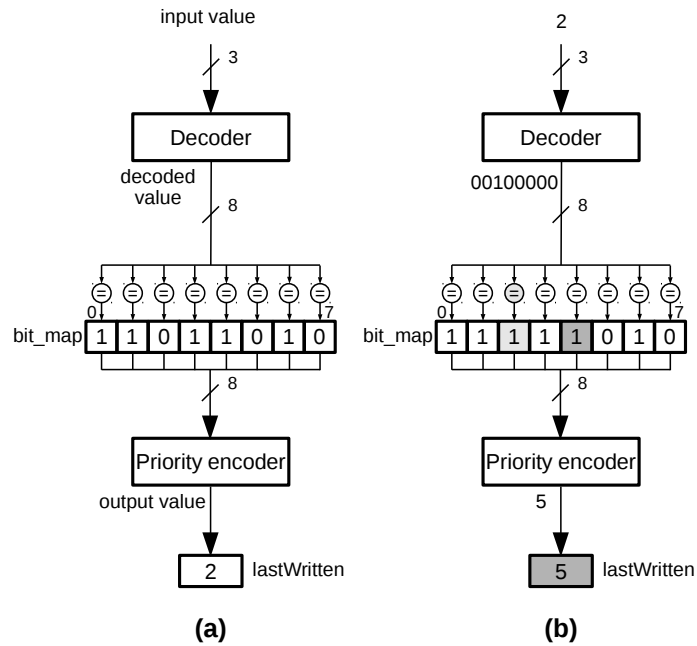 input value
3
Decoder
decoded
value
8
= = = = = = = =
0 7
bit_map 1 1 0 1 1 0 1 0
8
Priority encoder
output value
2 lastWritten
(a)
2
3
Decoder
00100000
8
= = = = = = = =
0 7
bit_map 1 1 1 1 1 0 1 0
8
Priority encoder
5
5 lastWritten
(b)